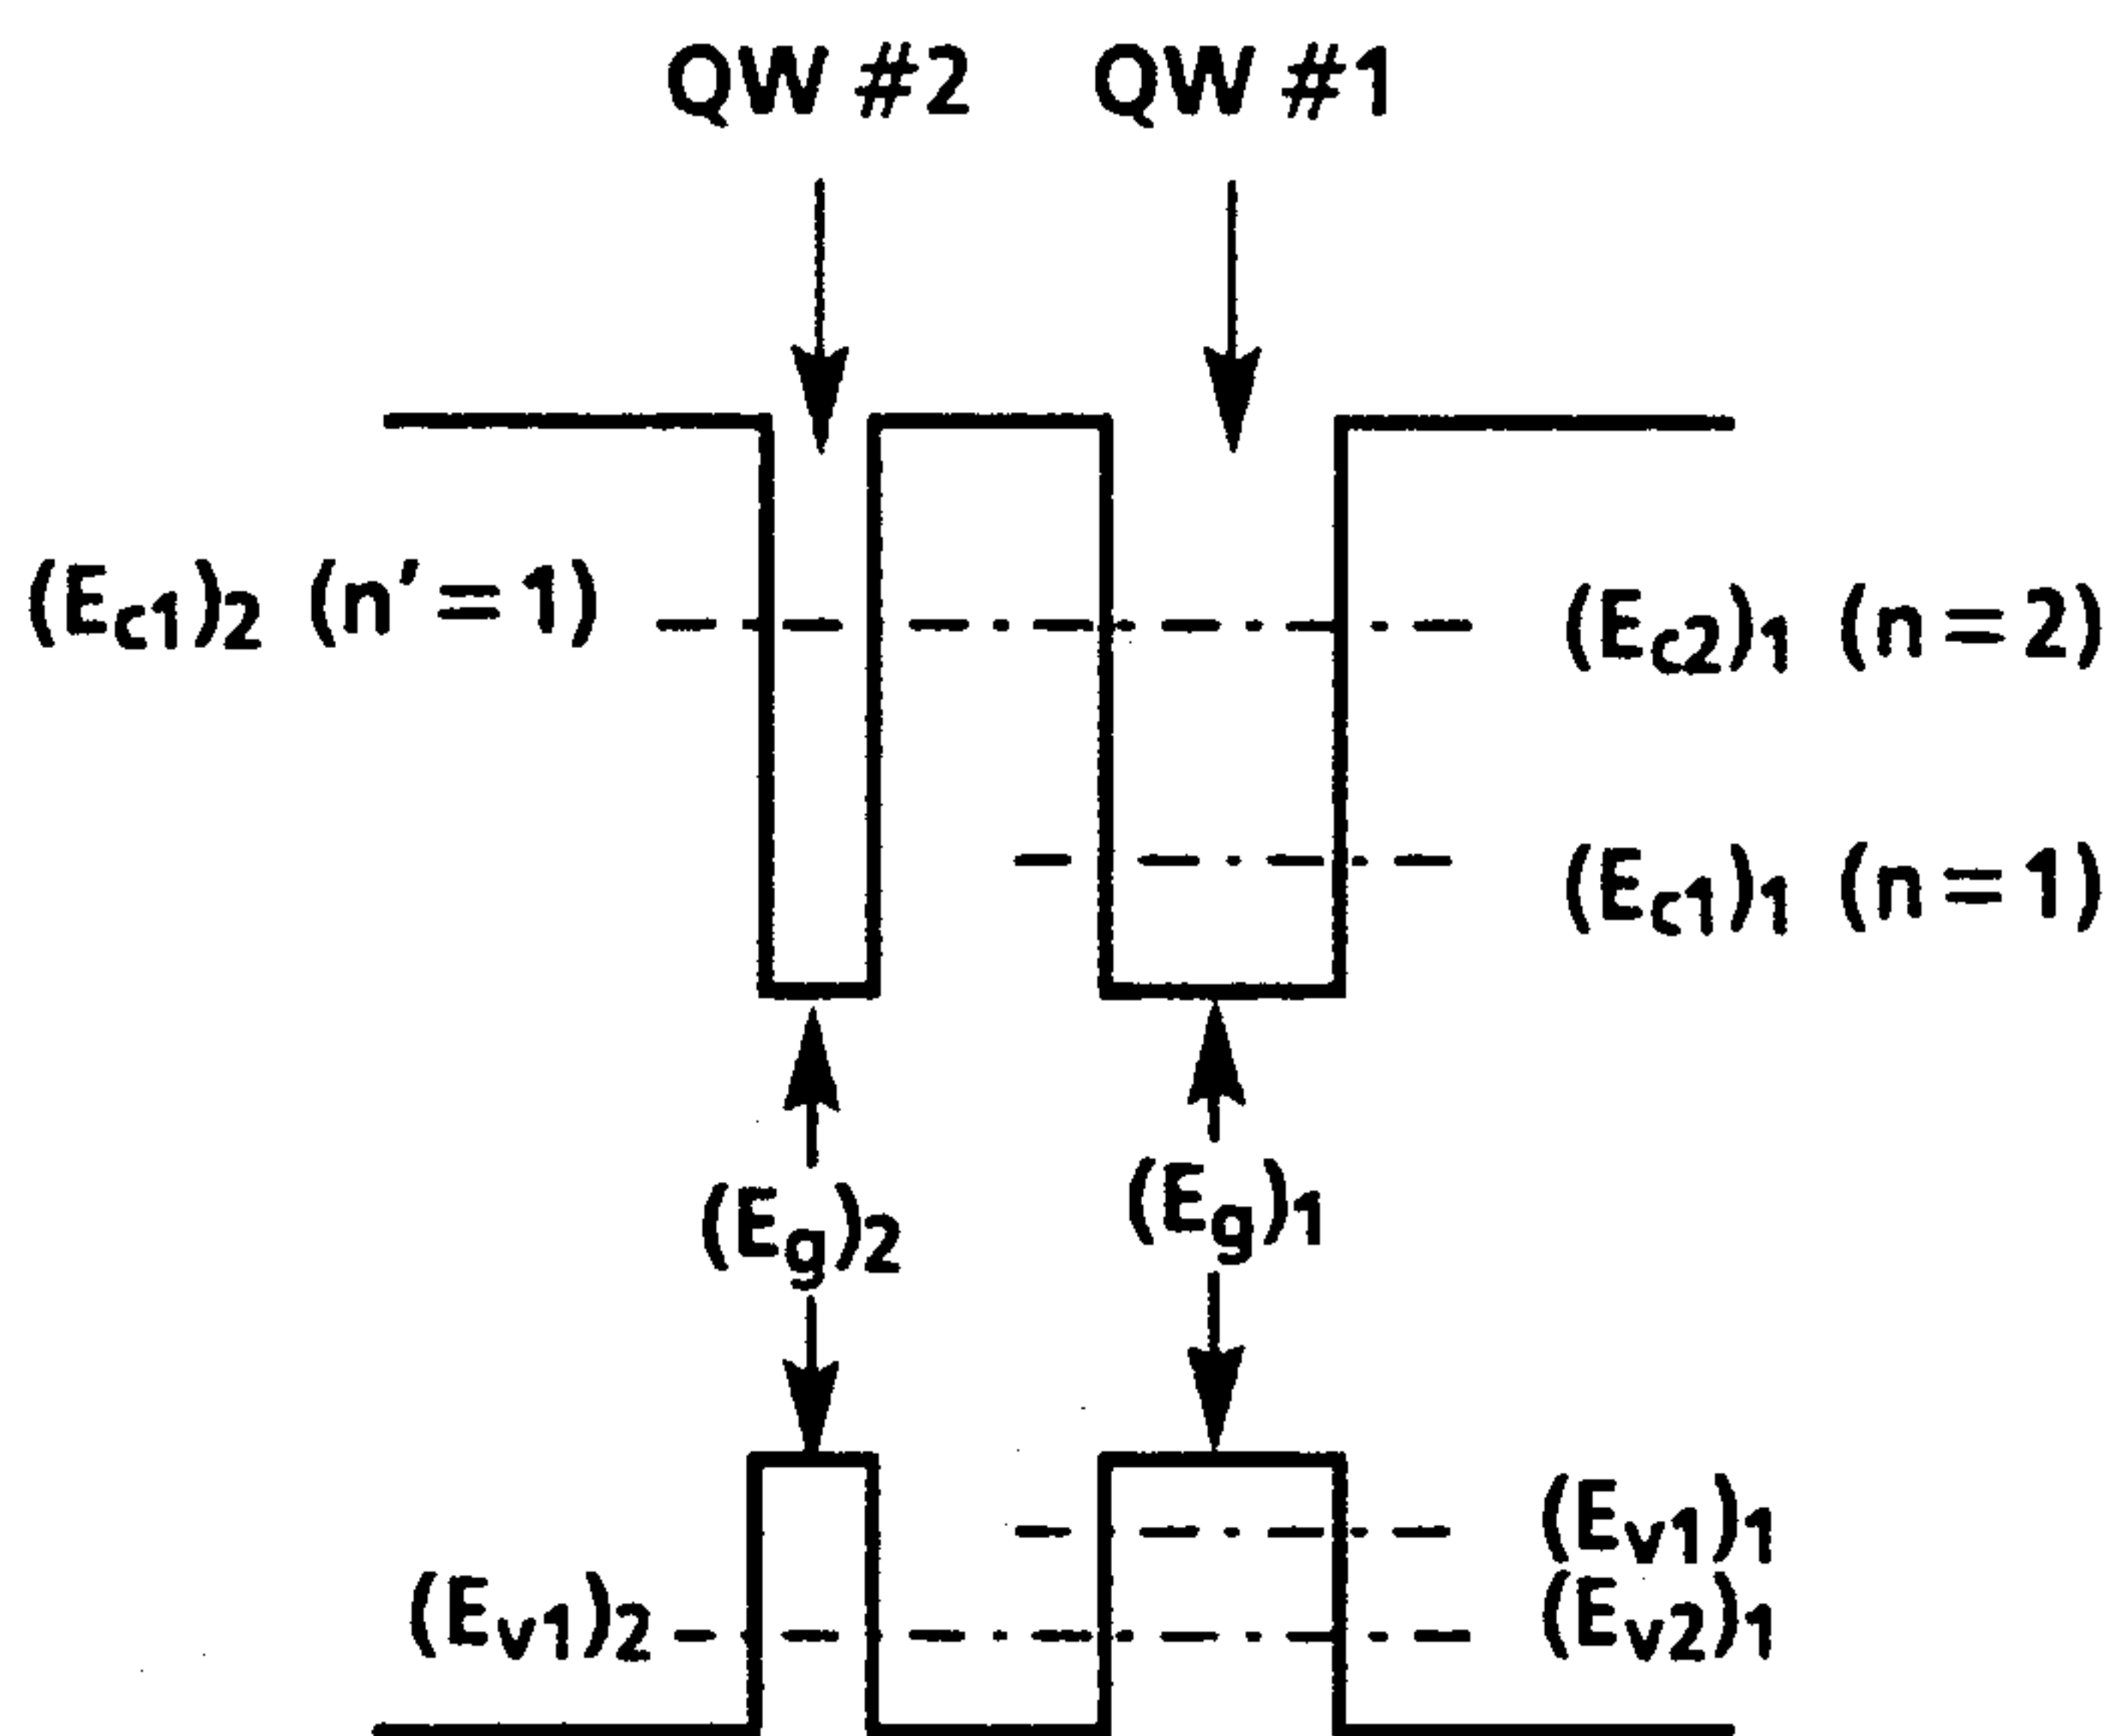 QW #2 QW #1
(Ec1)2 (n′ = 1) (Ec2)1 (n = 2)
(Ec1)1 (n = 1)
(Eg)2 (Eg)1
(Ev1)1
(Ev1)2 (Ev2)1